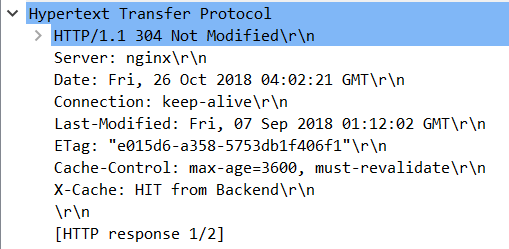 Hypertext Transfer Protocol
HTTP/1.1 304 Not Modified\r\n
Server: nginx\r\n
Date: Fri, 26 Oct 2018 04:02:21 GMT\r\n
Connection: keep-alive\r\n
Last-Modified: Fri, 07 Sep 2018 01:12:02 GMT\r\n
ETag: "e015d6-a358-5753db1f406f1"\r\n
Cache-Control: max-age=3600, must-revalidate\r\n
X-Cache: HIT from Backend\r\n
\r\n
[HTTP response 1/2]